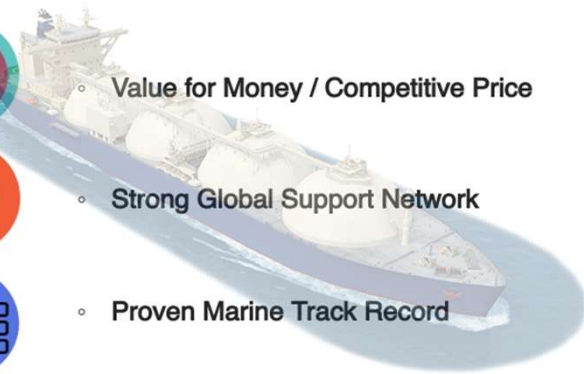 Value for Money / Competitive Price
Strong Global Support Network
Proven Marine Track Record